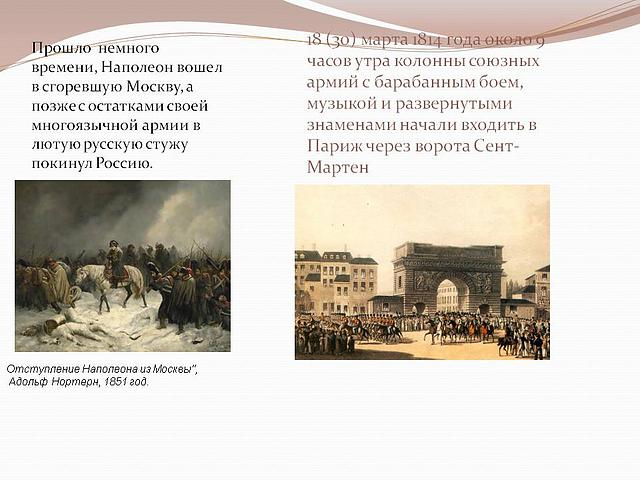 Прошло немного
времени, Наполеон вошел
в сгоревшую Москву, а
позже с остатками своей
многоязычной армии в
лютую русскую стужу
покинул Россию.
Отступление Наполеона из Москвы",
Адольф Нортерн, 1851 год.
18 (30) марта 1814 года около 9
часов утра колонны союзных
армий с барабанным боем,
музыкой и развернутыми
знаменами начали входить в
Париж через ворота Сент-
Мартен